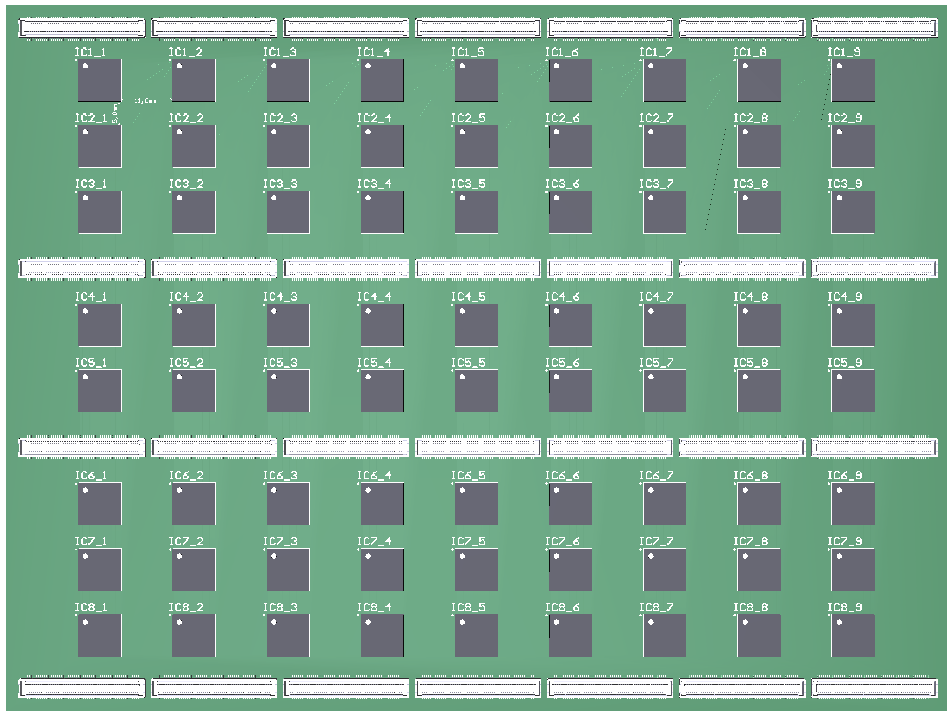 IC1_1 IC1_2 IC1_3 IC1_4 IC1_5 IC1_6 IC1_7 IC1_8 IC1_9
IC2_1 IC2_2 IC2_3 IC2_4 IC2_5 IC2_6 IC2_7 IC2_8 IC2_9
IC3_1 IC3_2 IC3_3 IC3_4 IC3_5 IC3_6 IC3_7 IC3_8 IC3_9
IC4_1 IC4_2 IC4_3 IC4_4 IC4_5 IC4_6 IC4_7 IC4_8 IC4_9
IC5_1 IC5_2 IC5_3 IC5_4 IC5_5 IC5_6 IC5_7 IC5_8 IC5_9
IC6_1 IC6_2 IC6_3 IC6_4 IC6_5 IC6_6 IC6_7 IC6_8 IC6_9
IC7_1 IC7_2 IC7_3 IC7_4 IC7_5 IC7_6 IC7_7 IC7_8 IC7_9
IC8_1 IC8_2 IC8_3 IC8_4 IC8_5 IC8_6 IC8_7 IC8_8 IC8_9